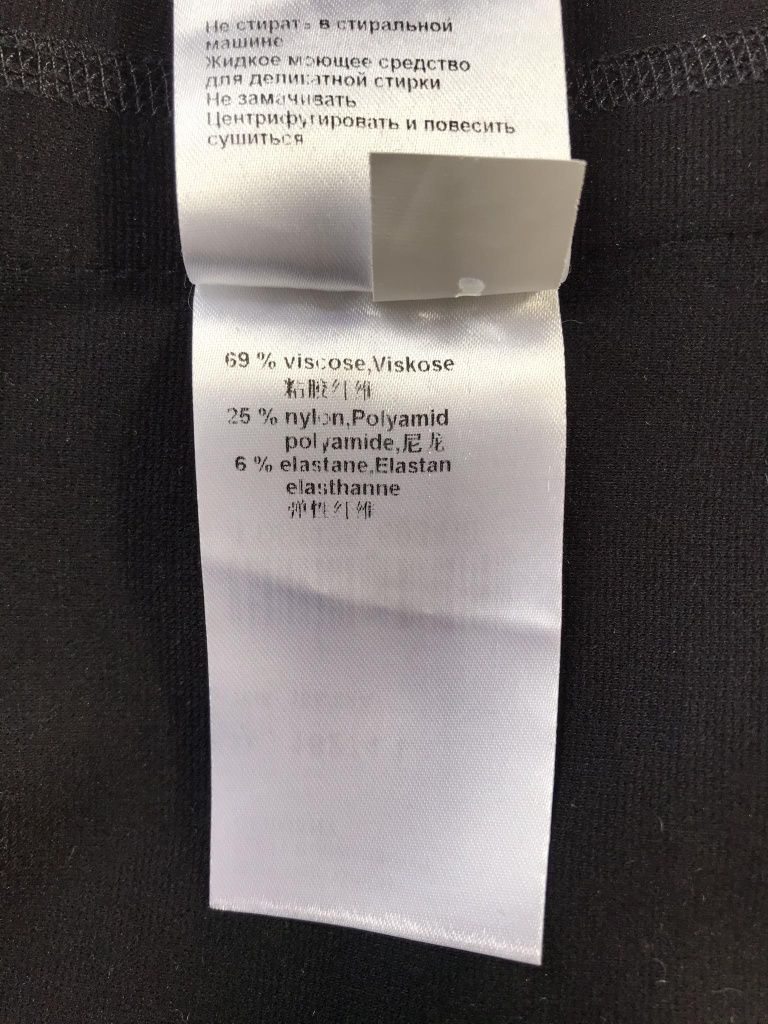 Не стирать в стиральной
машине
Жидкое моющее средство
для деликатной стирки
Не замачивать
Центрифугировать и повесить
сушиться
69 % viscose,Viskose
粘胶纤维
25 % nylon,Polyamid
polyamide,尼龙
6 % elastane,Elastan
elasthanne
弹性纤维